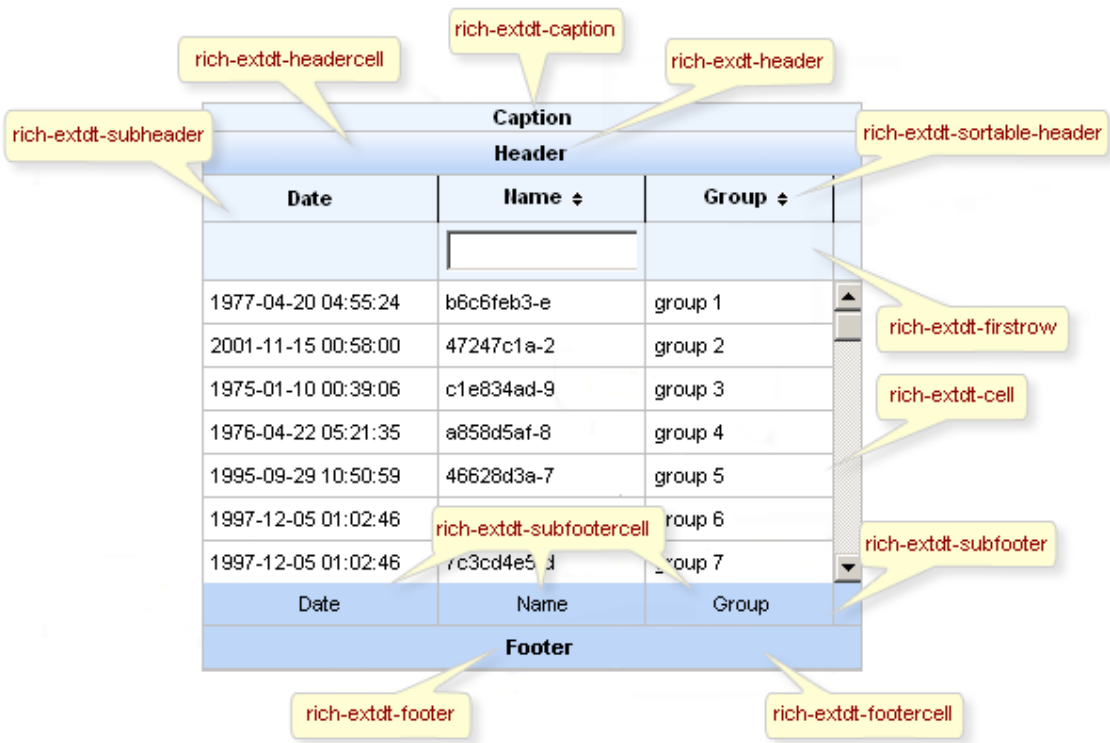 rich-extdt-caption
rich-extdt-headercell
rich-exdt-header
Caption
rich-extdt-subheader
rich-extdt-sortable-header
Header
Date Name Group
1977-04-20 04:55:24 b6c6feb3-e group 1
rich-extdt-firstrow
2001-11-15 00:58:00 47247c1a-2 group 2
1975-01-10 00:39:06 c1e834ad-9 group 3
rich-extdt-cell
1976-04-22 05:21:35 a858d5af-8 group 4
1995-09-29 10:50:59 46628d3a-7 group 5
1997-12-05 01:02:46 6
rich-extdt-subfootercell
rich-extdt-subfooter
1997-12-05 01:02:46 group 7
Date Name Group
Footer
rich-extdt-footer
rich-extdt-footercell